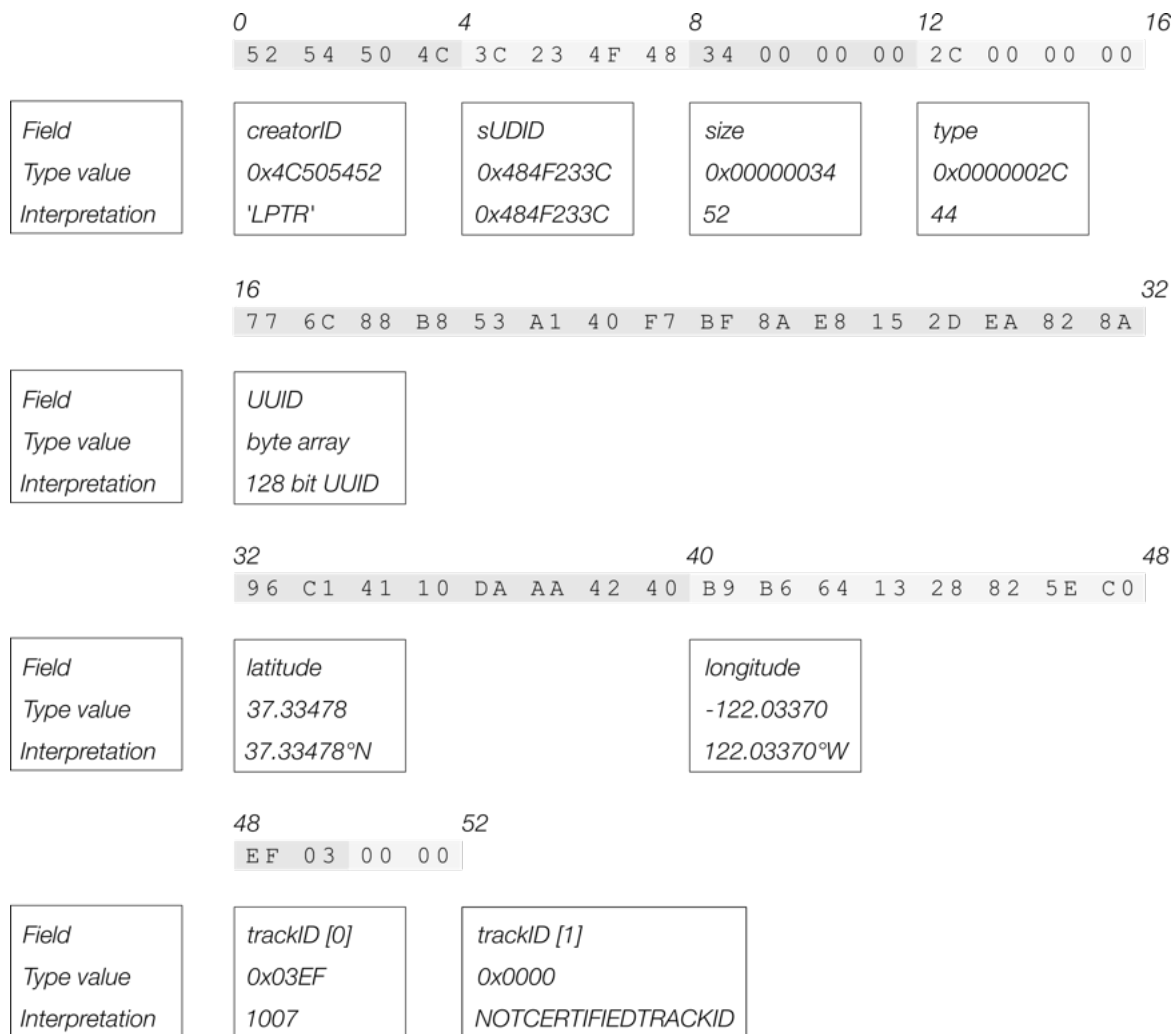 0 4 8 12 16
52 54 50 4C 3C 23 4F 48 34 00 00 00 2C 00 00 00
Field creatorID sUDID size type
Type value 0x4C505452 0x484F233C 0x00000034 0x0000002C
Interpretation 'LPTR' 0x484F233C 52 44
16 32
77 6C 88 B8 53 A1 40 F7 BF 8A E8 15 2D EA 82 8A
Field UUID
Type value byte array
Interpretation 128 bit UUID
32 40 48
96 C1 41 10 DA AA 42 40 B9 B6 64 13 28 82 5E C0
Field latitude longitude
Type value 37.33478 -122.03370
Interpretation 37.33478°N 122.03370°W
48 52
EF 03 00 00
Field trackID [0] trackID [1]
Type value 0x03EF 0x0000
Interpretation 1007 NOTCERTIFIEDTRACKID